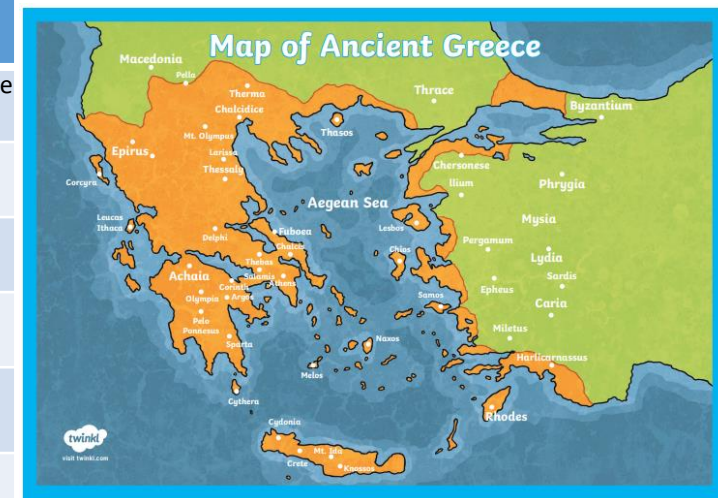 e
Map of Ancient Greece
Macedonia
Pella
Therma
Chalcidice
Thrace
Byzantium
Thasos
Mt. Olympus
Epirus
Larissa
Thessaly
Chersonese
Ilium
Phrygia
Corcyra
Aegean Sea
Leucas
Ithaca
Mysia
Lesbos
Delphi
Euboea
Chalcis
Pergamum
Chios
Lydia
Thebes
Achaia
Salamis
Athens
Sardis
Corinth
Epheus
Olympia
Argos
Samos
Caria
Pelo
Ponnesus
Miletus
Sparta
Naxos
Harlicarnassus
Melos
Cythera
Rhodes
Cydonia
twinkl
visit twinkl.com
Mt. Ida
Crete
Knossos